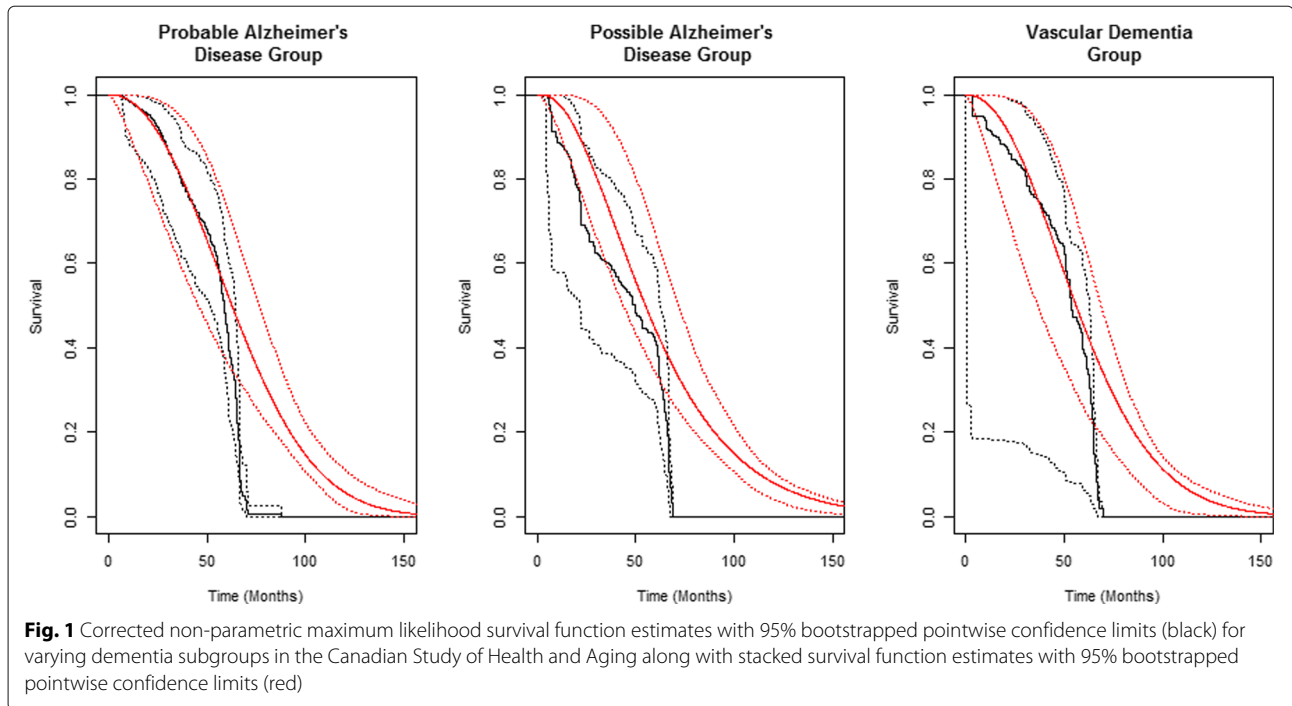 Probable Alzheimer's
Disease Group
Survival
1.0
0.8
0.6
0.4
0.2
0.0
0
50
100
150
Time (Months)
Possible Alzheimer's
Disease Group
Survival
1.0
0.8
0.6
0.4
0.2
0.0
0
50
100
150
Time (Months)
Vascular Dementia
Group
Survival
1.0
0.8
0.6
0.4
0.2
0.0
0
50
100
150
Time (Months)
Fig. 1 Corrected non-parametric maximum likelihood survival function estimates with 95% bootstrapped pointwise confidence limits (black) for
varying dementia subgroups in the Canadian Study of Health and Aging along with stacked survival function estimates with 95% bootstrapped
pointwise confidence limits (red)